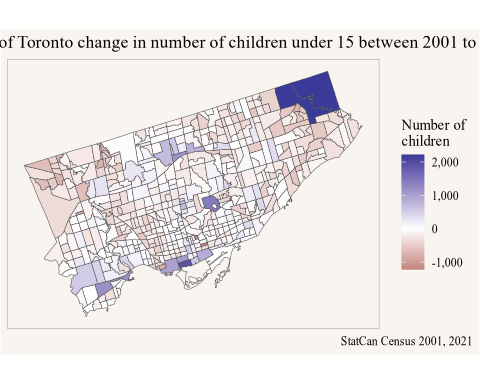 of Toronto change in number of children under 15 between 2001 to
Number of
children
2,000
1,000
0
-1,000
StatCan Census 2001, 2021